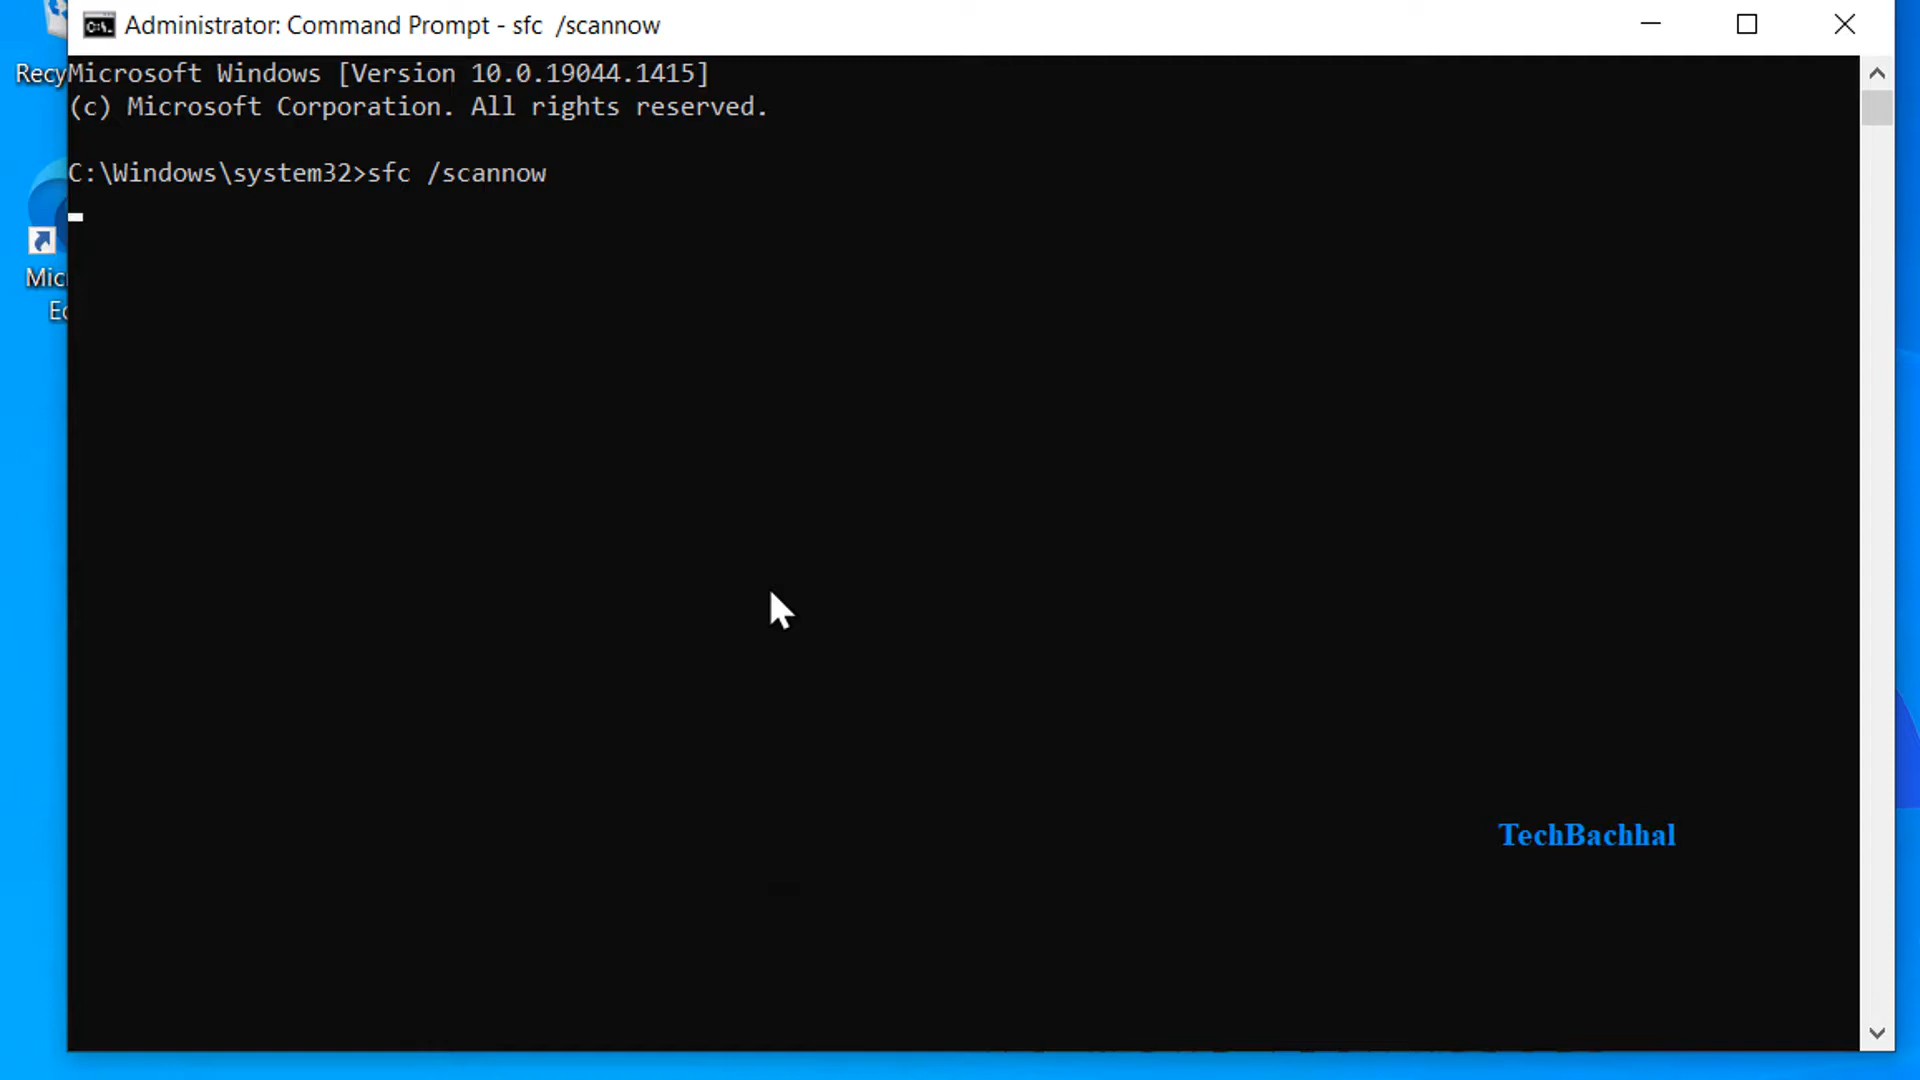 Administrator: Command Prompt - sfc  /scannow
Recy
Microsoft Windows [Version 10.0.19044.1415]
(c) Microsoft Corporation. All rights reserved.
C:\Windows\system32>sfc /scannow
Mic
Ed
TechBachhal